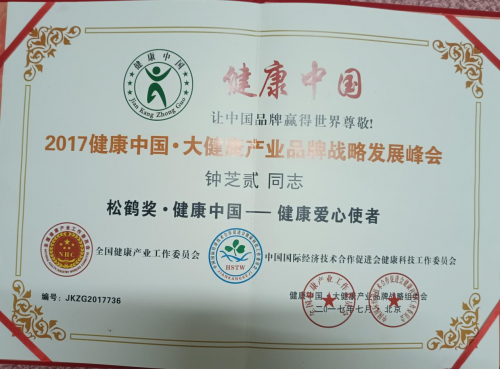 健康中国
Jian Kang Zhong Guo
健康中国
让中国品牌赢得世界尊敬!
2017健康中国·大健康产业品牌战略发展峰会
钟芝贰 同志
松鹤奖·健康中国——健康爱心使者
NHC
全国健康产业工作委员会
HSTW
中国国际经济技术合作促进会健康科技工作委员会
编号:JKZG2017736
健康中国·大健康产业品牌战略组委会
二〇一七年七月·北京